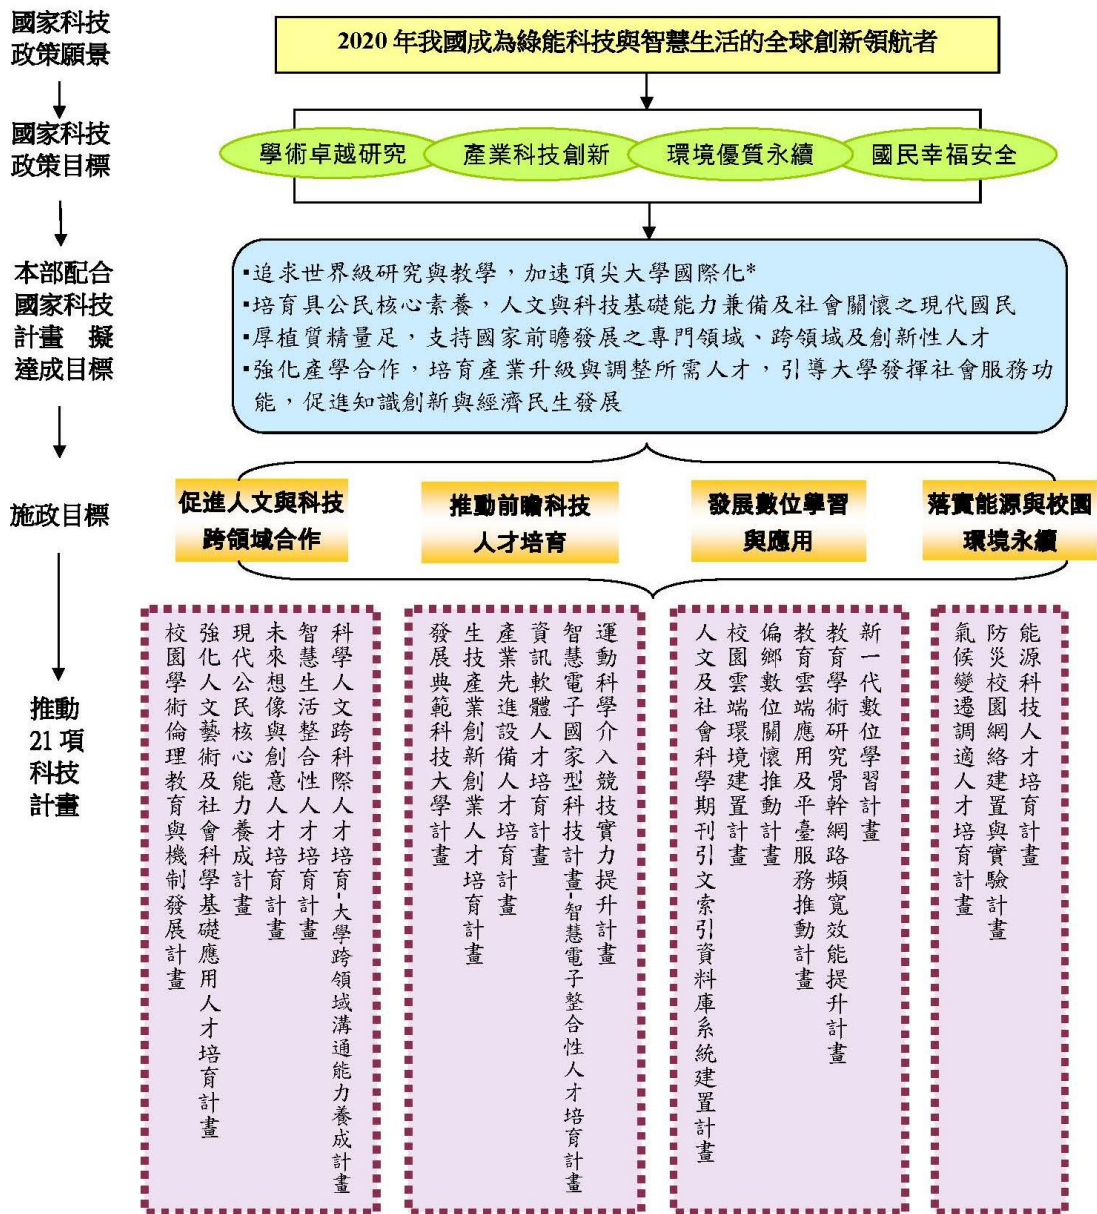 國家科技
政策願景
2020 年我國成為綠能科技與智慧生活的全球創新領航者
國家科技
政策目標
學術卓越研究
產業科技創新
環境優質永續
國民幸福安全
本部配合
國家科技
計畫 擬
達成目標
▪追求世界級研究與教學，加速頂尖大學國際化*
▪培育具公民核心素養，人文與科技基礎能力兼備及社會關懷之現代國民
▪厚植質精量足，支持國家前瞻發展之專門領域、跨領域及創新性人才
▪強化產學合作，培育產業升級與調整所需人才，引導大學發揮社會服務功
能，促進知識創新與經濟民生發展
施政目標
促進人文與科技
跨領域合作
推動前瞻科技
人才培育
發展數位學習
與應用
落實能源與校園
環境永續
推動
21 項
科技
計畫
科學人文跨科際人才培育-大學跨領域溝通能力養成計畫
智慧生活整合性人才培育計畫
未來想像與創意人才培育計畫
現代公民核心能力養成計畫
強化人文藝術及社會科學基礎應用人才培育計畫
校園學術倫理教育與機制發展計畫
運動科學介入競技實力提升計畫
智慧電子國家型科技計畫-智慧電子整合性人才培育計畫
資訊軟體人才培育計畫
產業先進設備人才培育計畫
生技產業創新創業人才培育計畫
發展典範科技大學計畫
新一代數位學習計畫
教育學術研究骨幹網路頻寬效能提升計畫
教育雲端應用及平臺服務推動計畫
偏鄉數位關懷推動計畫
校園雲端環境建置計畫
人文及社會科學期刊引文索引資料庫系統建置計畫
能源科技人才培育計畫
防災校園網絡建置與實驗計畫
氣候變遷調適人才培育計畫